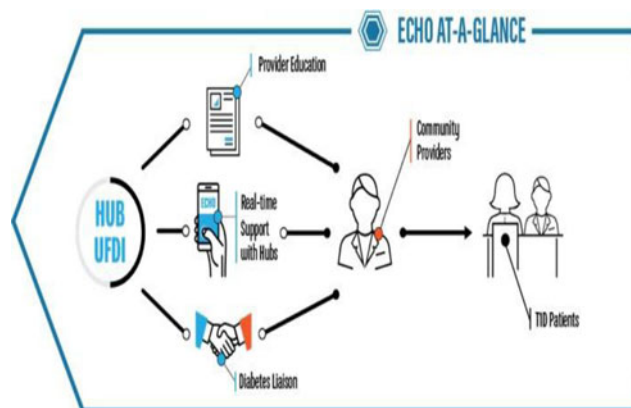 ECHO AT-A-GLANCE
Provider Education
Community
Providers
HUB
UFDI
ECHO
Real-time
Support
with Hubs
T1D Patients
Diabetes Liaison